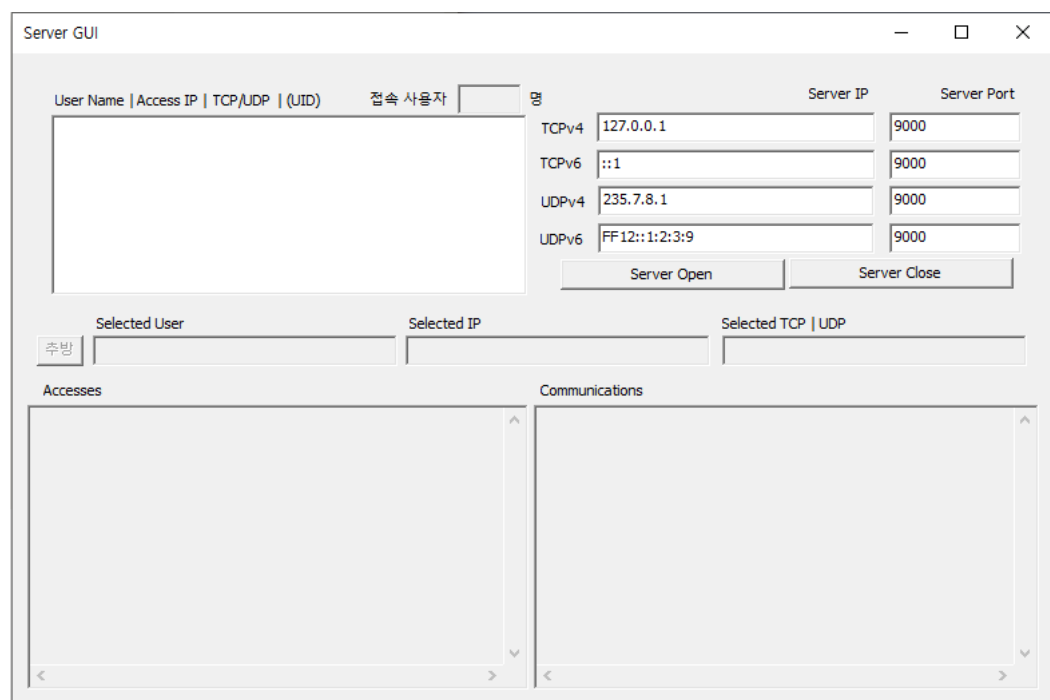 Server GUI
User Name | Access IP | TCP/UDP | (UID) 접속 사용자 명
Server IP Server Port
TCPv4 127.0.0.1 9000
TCPv6 ::1 9000
UDPv4 235.7.8.1 9000
UDPv6 FF12::1:2:3:9 9000
Server Open Server Close
Selected User Selected IP Selected TCP | UDP
추방
Accesses Communications